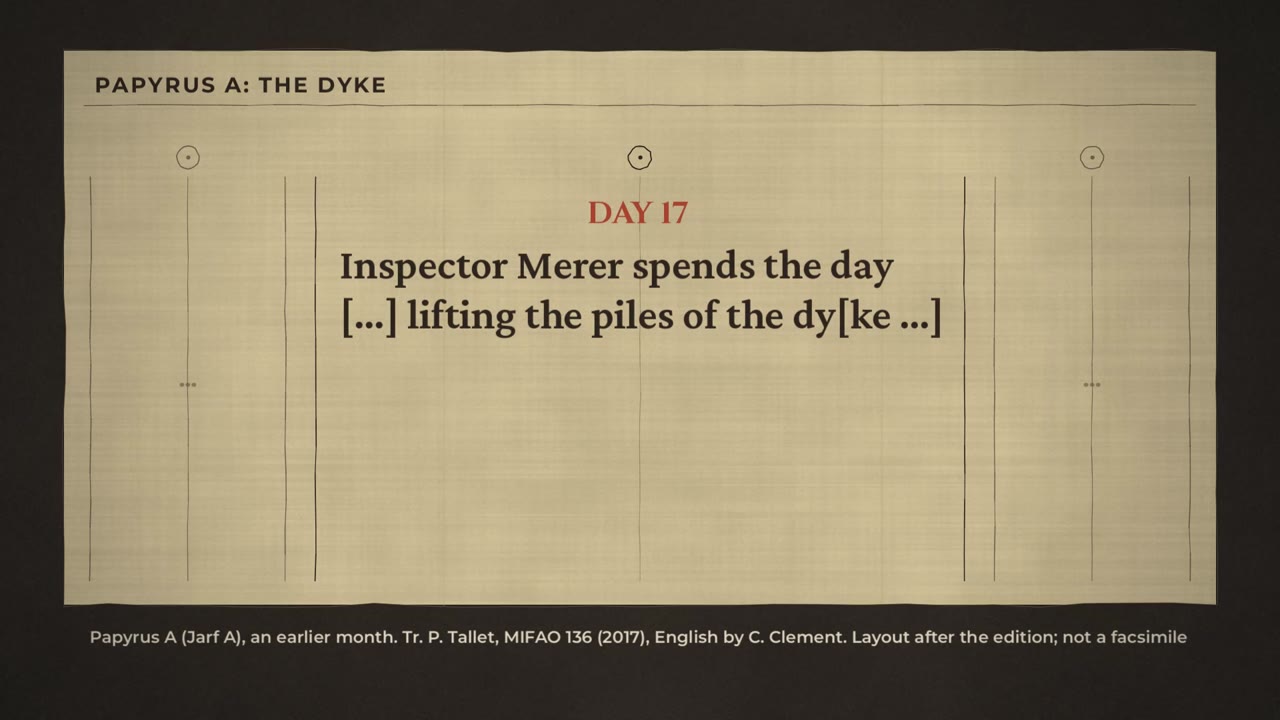 PAPYRUS A: THE DYKE
DAY 17
Inspector Merer spends the day
[...] lifting the piles of the dy[ke ...]
Papyrus A (Jarf A), an earlier month. Tr. P. Tallet, MIFAO 136 (2017), English by C. Clement. Layout after the edition; not a facsimile